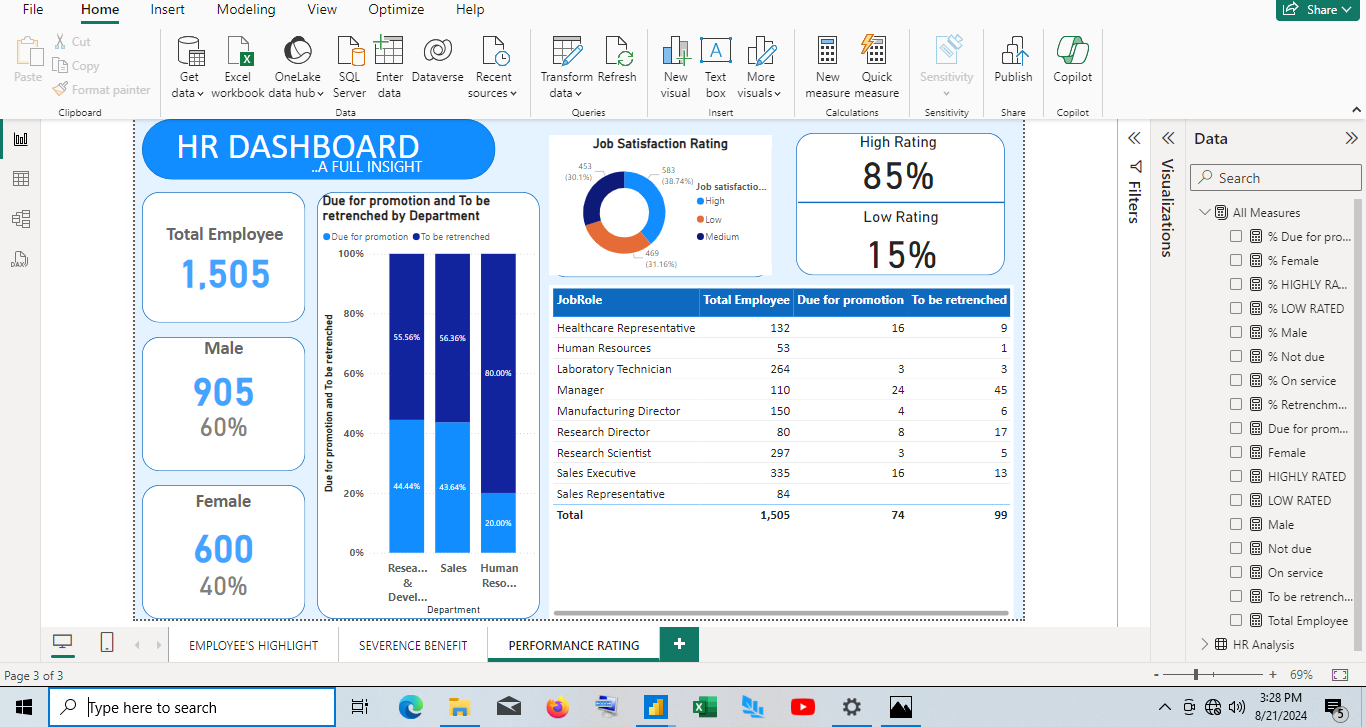 File Home Insert Modeling View Optimize Help Share
Paste
Cut
Copy
Format painter
Clipboard
Get data
Excel workbook
OneLake data hub
SQL Server
Enter data
Dataverse
Recent sources
Data
Transform data
Refresh
Queries
New visual
Text box
More visuals
Insert
New measure
Quick measure
Calculations
Sensitivity
Sensitivity
Publish
Share
Copilot
Copilot
HR DASHBOARD
..A FULL INSIGHT
Total Employee
1,505
Male
905
60%
Female
600
40%
Due for promotion and To be
retrenched by Department
Due for promotion To be retrenched
Due for promotion and To be retrenched
100%
80%
60%
40%
20%
0%
55.56% 56.36% 80.00%
44.44% 43.64% 20.00%
Resea... & Devel...
Sales
Human Reso...
Department
Job Satisfaction Rating
453
(30.1%)
583
(38.74%)
469
(31.16%)
Job satisfactio...
High
Low
Medium
High Rating
85%
Low Rating
15%
JobRole Total Employee Due for promotion To be retrenched
Healthcare Representative 132 16 9
Human Resources 53 1
Laboratory Technician 264 3 3
Manager 110 24 45
Manufacturing Director 150 4 6
Research Director 80 8 17
Research Scientist 297 3 5
Sales Executive 335 16 13
Sales Representative 84
Total 1,505 74 99
Filters
Visualizations
Data
Search
All Measures
% Due for pro...
% Female
% HIGHLY RA...
% LOW RATED
% Male
% Not due
% On service
% Retrenchm...
Due for prom...
Female
HIGHLY RATED
LOW RATED
Male
Not due
On service
To be retrench...
Total Employee
HR Analysis
EMPLOYEE'S HIGHLIGHT SEVERENCE BENEFIT PERFORMANCE RATING +
Page 3 of 3
- + 69%
Type here to search
3:28 PM
8/21/2024
5